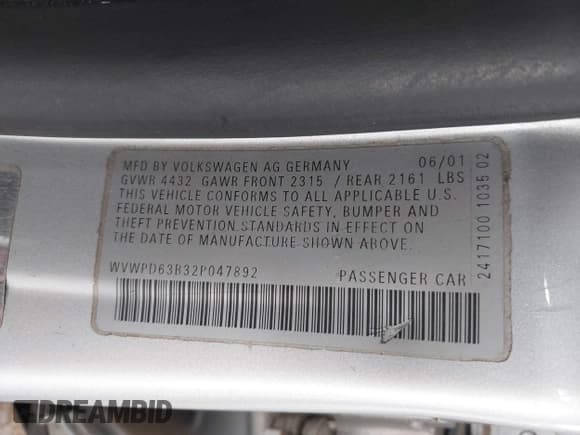 MFD BY VOLKSWAGEN AG GERMANY 06/01
GVWR 4432 GAWR FRONT 2315 / REAR 2161 LBS
THIS VEHICLE CONFORMS TO ALL APPLICABLE U.S.
FEDERAL MOTOR VEHICLE SAFETY, BUMPER AND
THEFT PREVENTION STANDARDS IN EFFECT ON
THE DATE OF MANUFACTURE SHOWN ABOVE.
WVWPD63B32P047892 PASSENGER CAR
2417100 1035 02
DREAMBID